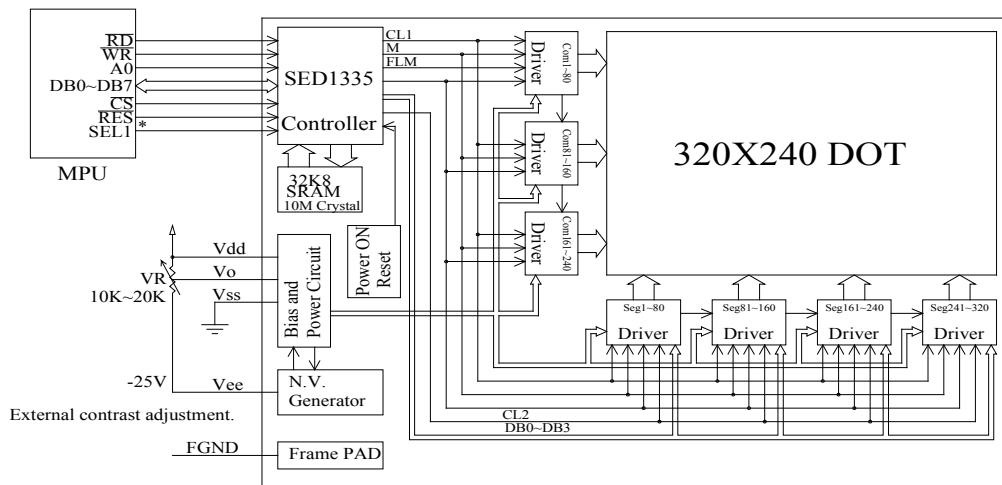 RD
WR
A0
DB0~DB7
CS
RES
SEL1 *
MPU
SED1335
Controller
32K8
SRAM
10M Crystal
CL1
M
FLM
Driver
Com1~80
Driver
Com81~160
Driver
Com161~240
320X240 DOT
Power ON
Reset
Bias and
Power Circuit
Vdd
VR
Vo
10K~20K
Vss
-25V
Vee
N.V.
Generator
External contrast adjustment.
FGND
Frame PAD
Seg1~80
Driver
Seg81~160
Driver
Seg161~240
Driver
Seg241~320
Driver
CL2
DB0~DB3